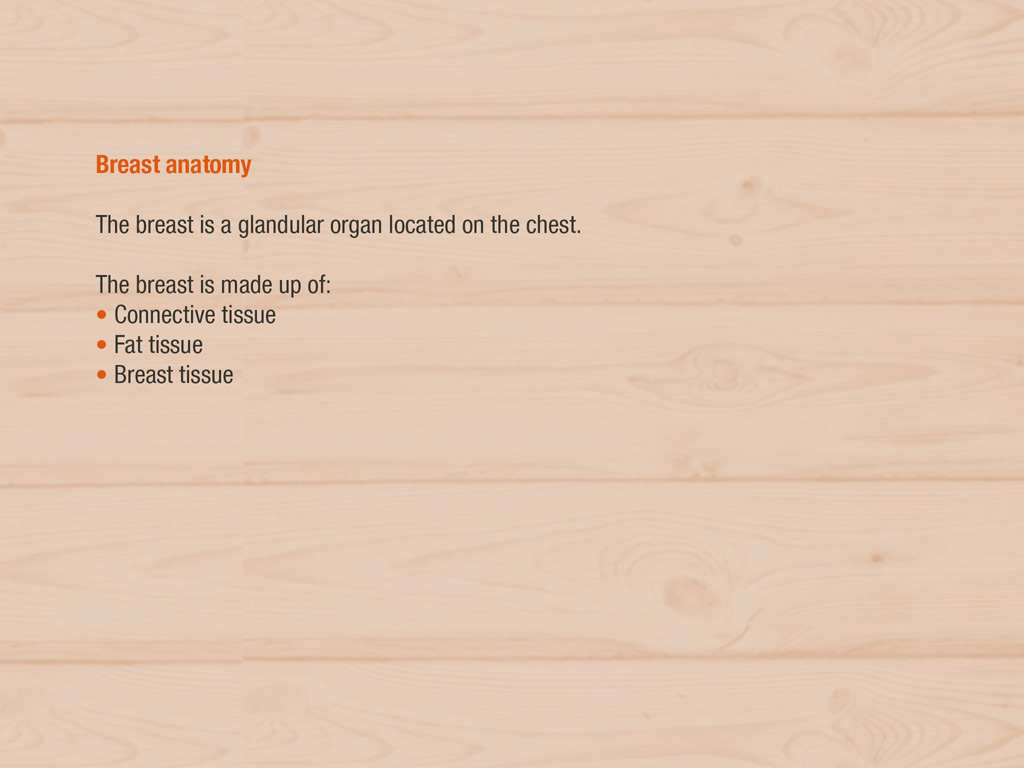 Breast anatomy
The breast is a glandular organ located on the chest.
The breast is made up of:
• Connective tissue
• Fat tissue
• Breast tissue